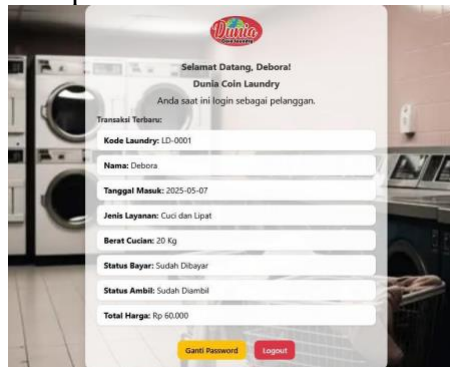 Dunia
Coin laundry
Selamat Datang, Debora!
Dunia Coin Laundry
Anda saat ini login sebagai pelanggan.
Transaksi Terbaru:
Kode Laundry: LD-0001
Nama: Debora
Tanggal Masuk: 2025-05-07
Jenis Layanan: Cuci dan Lipat
Berat Cucian: 20 Kg
Status Bayar: Sudah Dibayar
Status Ambil: Sudah Diambil
Total Harga: Rp 60.000
Ganti Password Logout